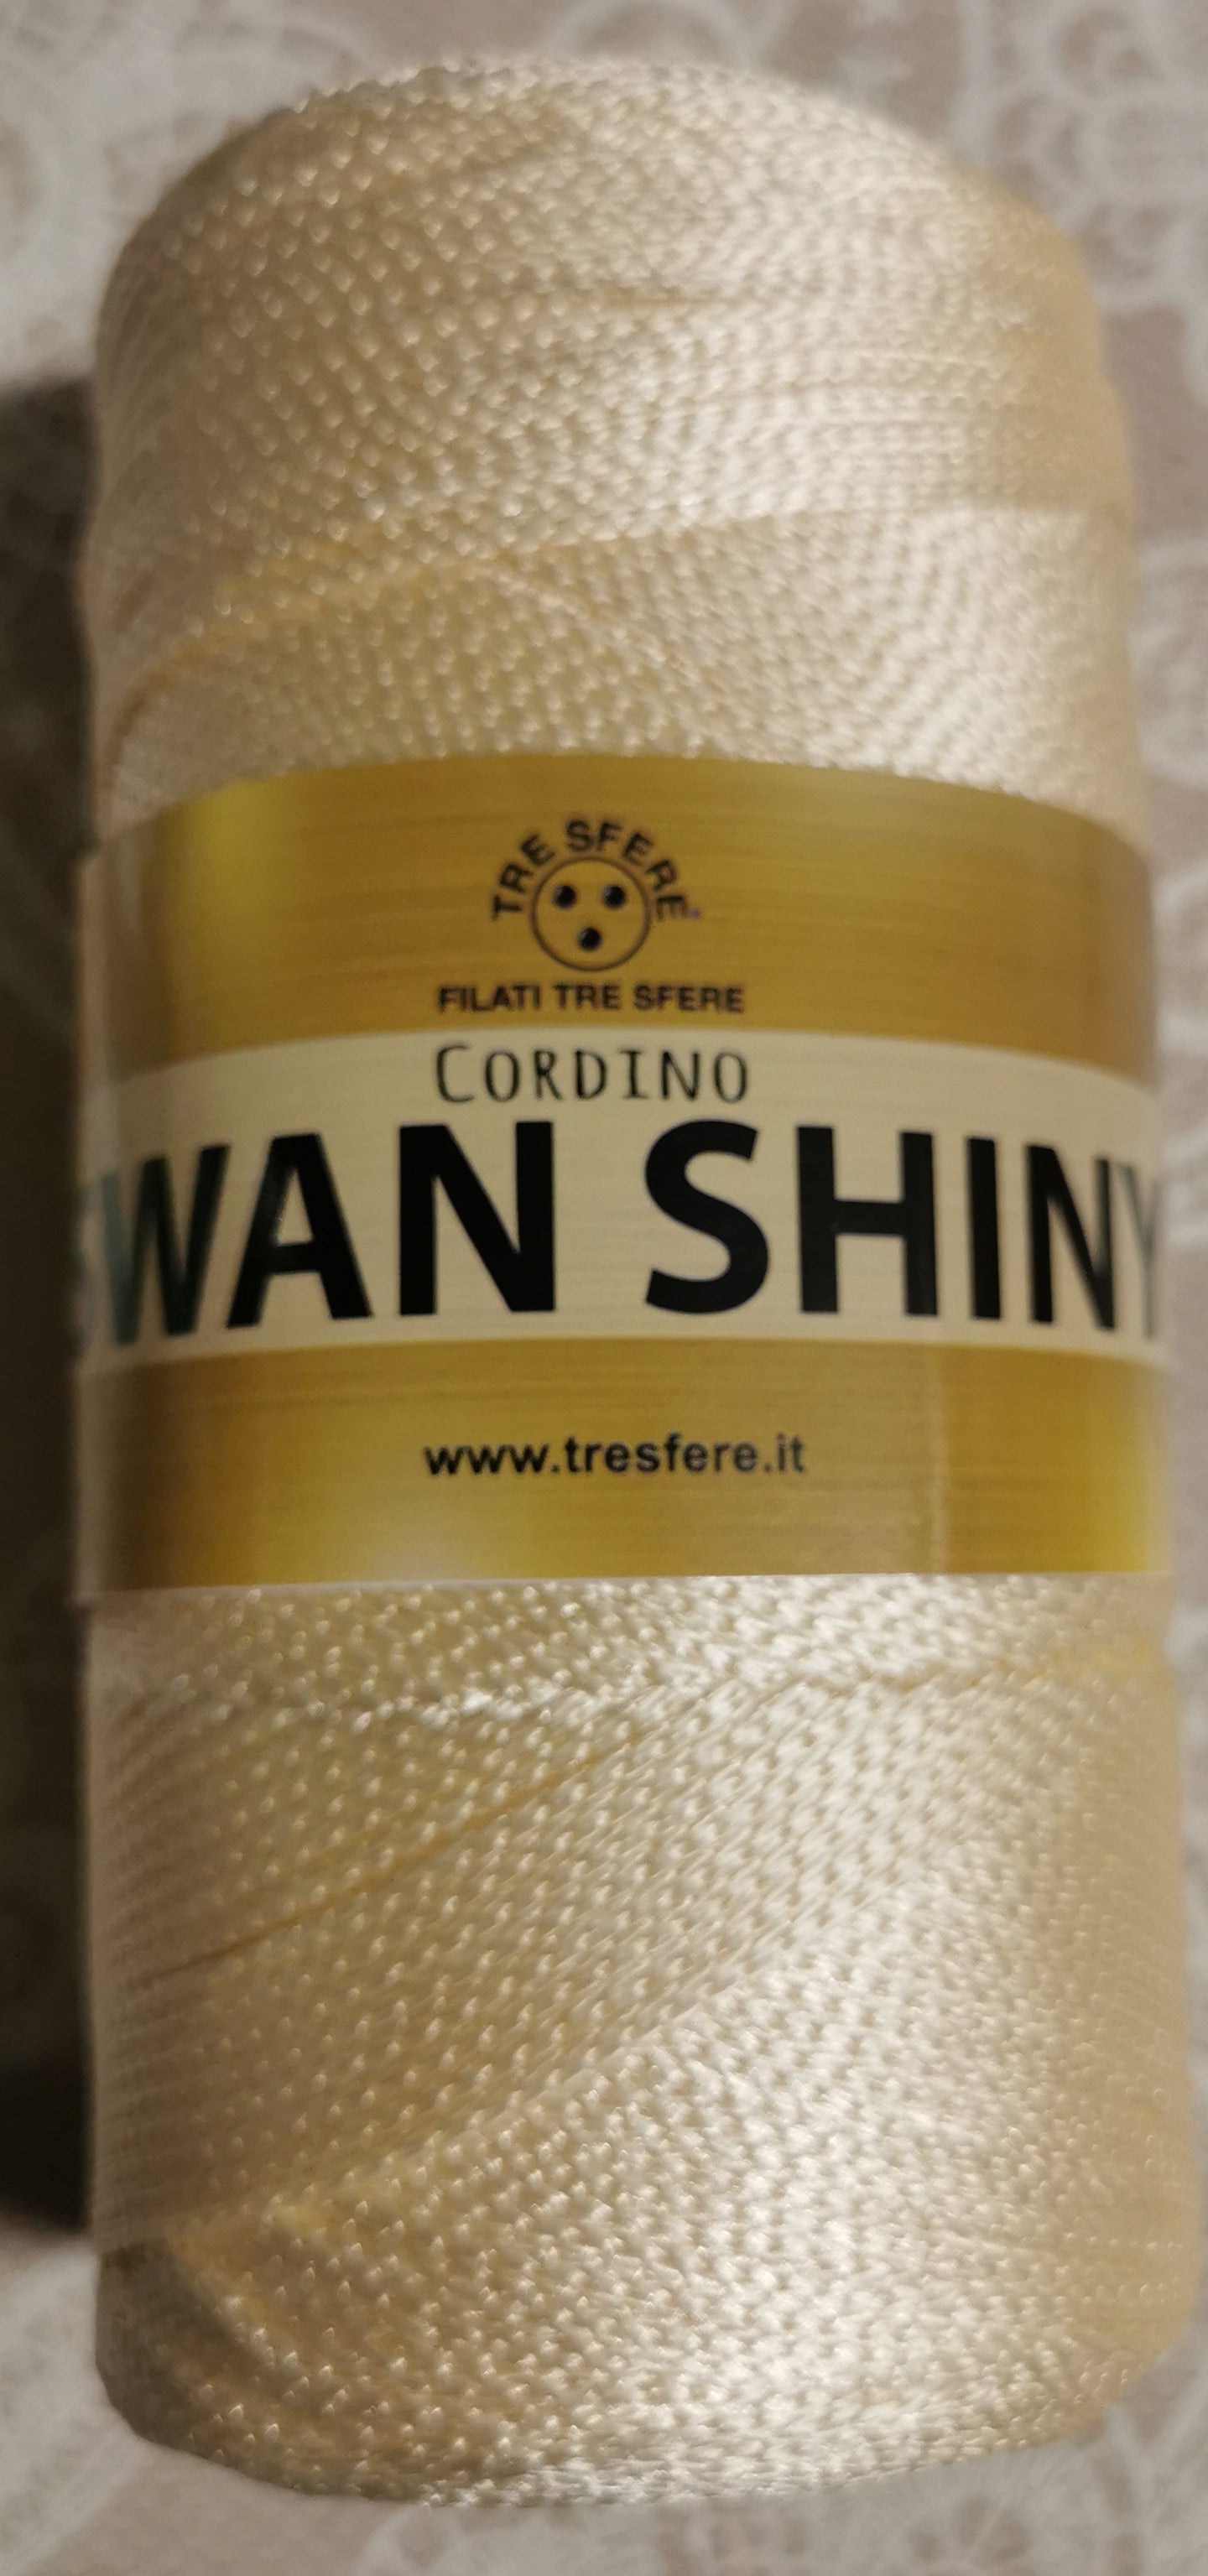 TRE SFERE
FILATI TRE SFERE
CORDINO
WAN SHINY
www.tresfere.it